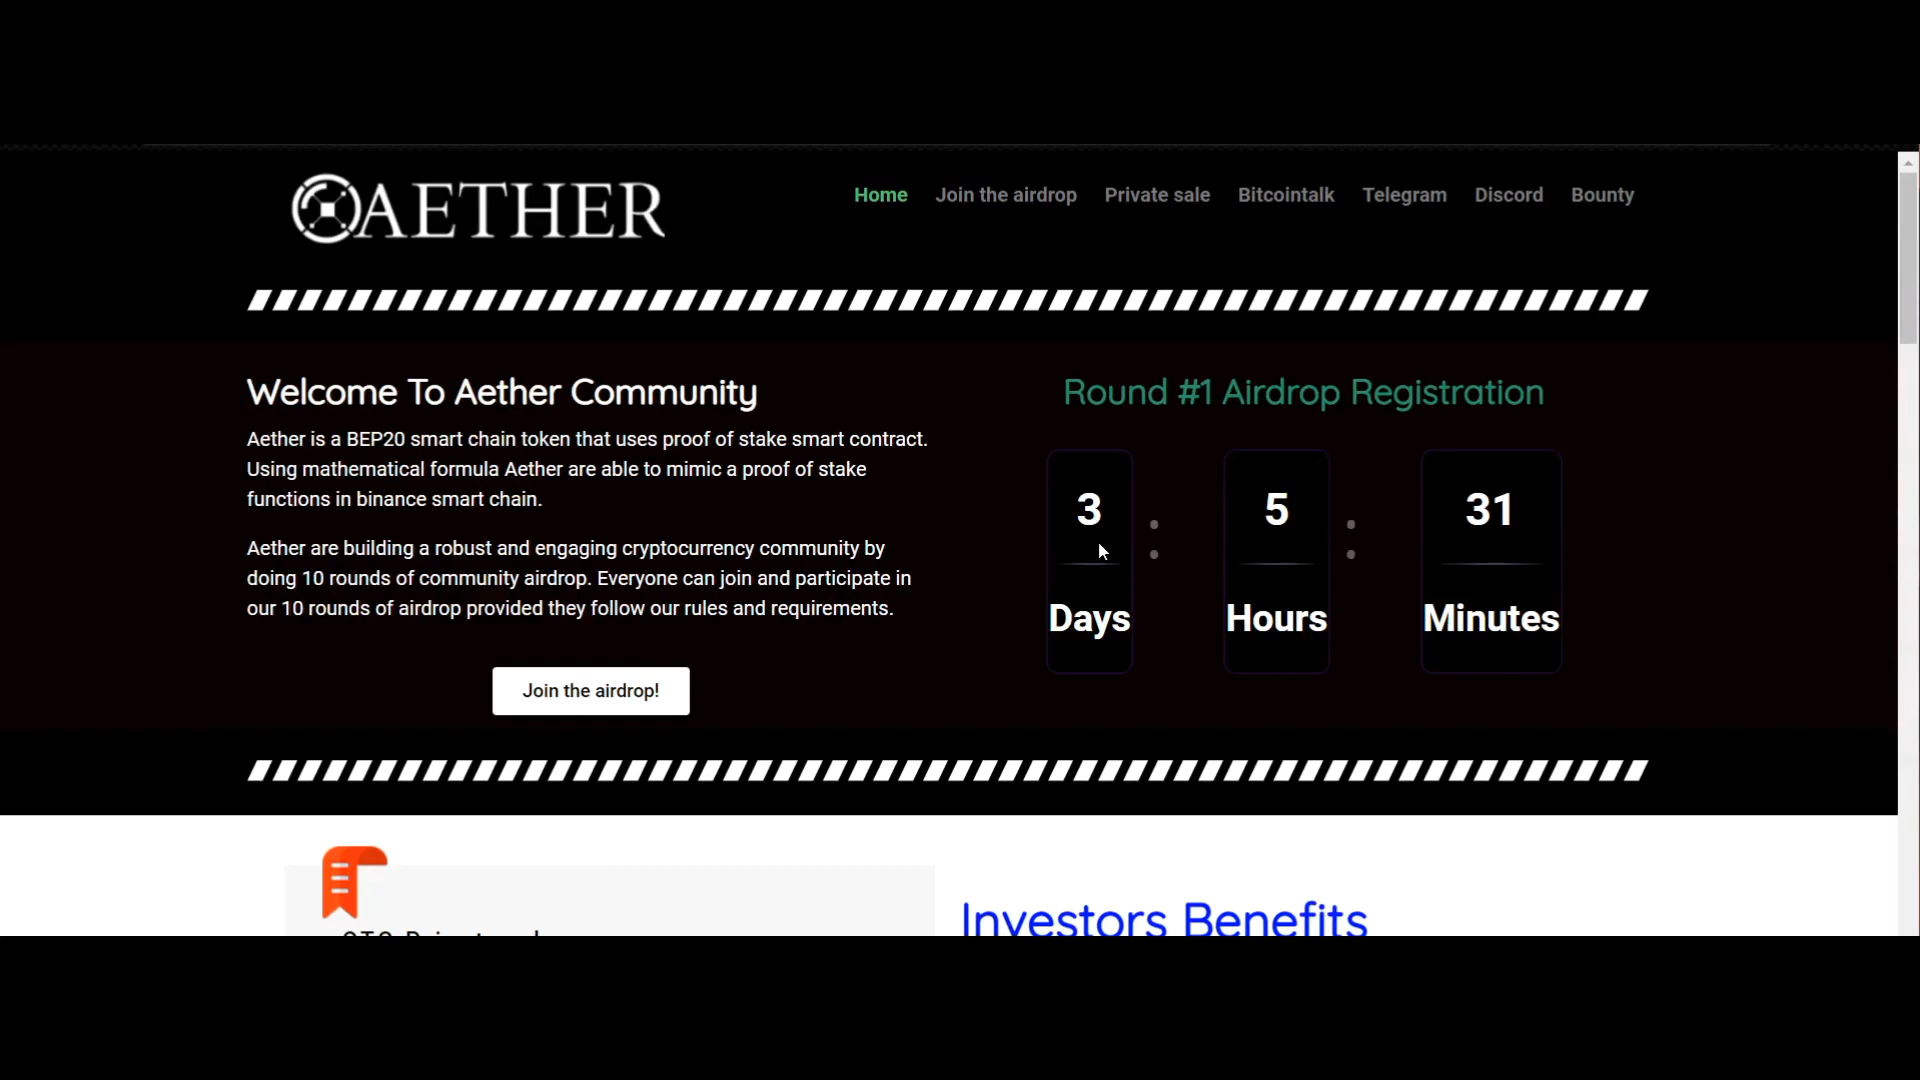 AETHER
Home Join the airdrop Private sale Bitcointalk Telegram Discord Bounty
Welcome To Aether Community
Aether is a BEP20 smart chain token that uses proof of stake smart contract.
Using mathematical formula Aether are able to mimic a proof of stake
functions in binance smart chain.
Aether are building a robust and engaging cryptocurrency community by
doing 10 rounds of community airdrop. Everyone can join and participate in
our 10 rounds of airdrop provided they follow our rules and requirements.
Join the airdrop!
Round #1 Airdrop Registration
3 : 5 : 31
Days Hours Minutes
Investors Benefits